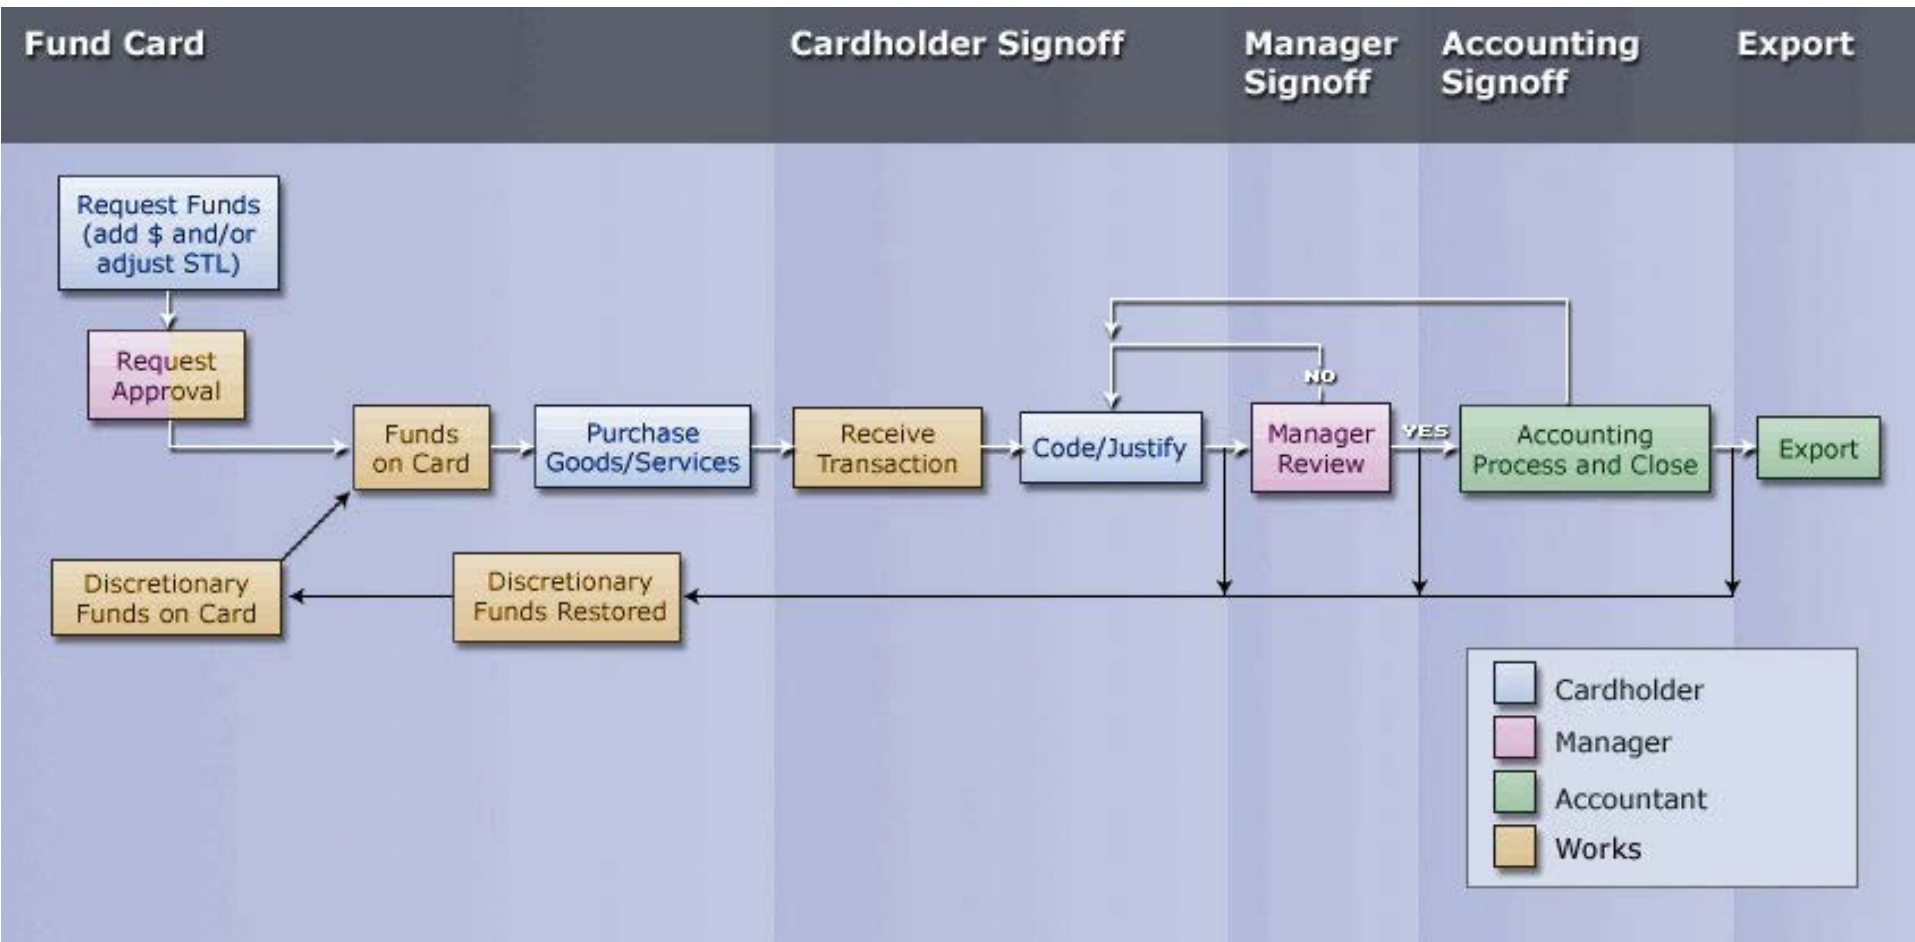 Fund Card
Cardholder Signoff
Manager
Signoff
Accounting
Signoff
Export
Request Funds
(add $ and/or
adjust STL)
Request
Approval
Funds
on Card
Purchase
Goods/Services
Receive
Transaction
Code/Justify
NO
Manager
Review
YES
Accounting
Process and Close
Export
Discretionary
Funds on Card
Discretionary
Funds Restored
Cardholder
Manager
Accountant
Works